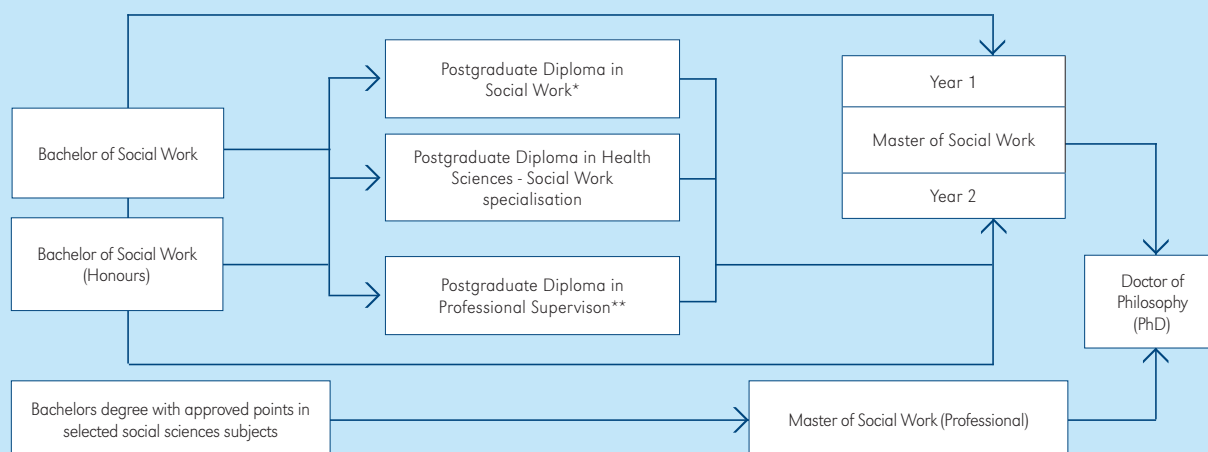 Bachelor of Social Work
Bachelor of Social Work
(Honours)
Postgraduate Diploma in
Social Work*
Postgraduate Diploma in Health
Sciences - Social Work
specialisation
Postgraduate Diploma in
Professional Supervison**
Year 1
Master of Social Work
Year 2
Doctor of
Philosophy
(PhD)
Bachelors degree with approved points in
selected social sciences subjects
Master of Social Work (Professional)